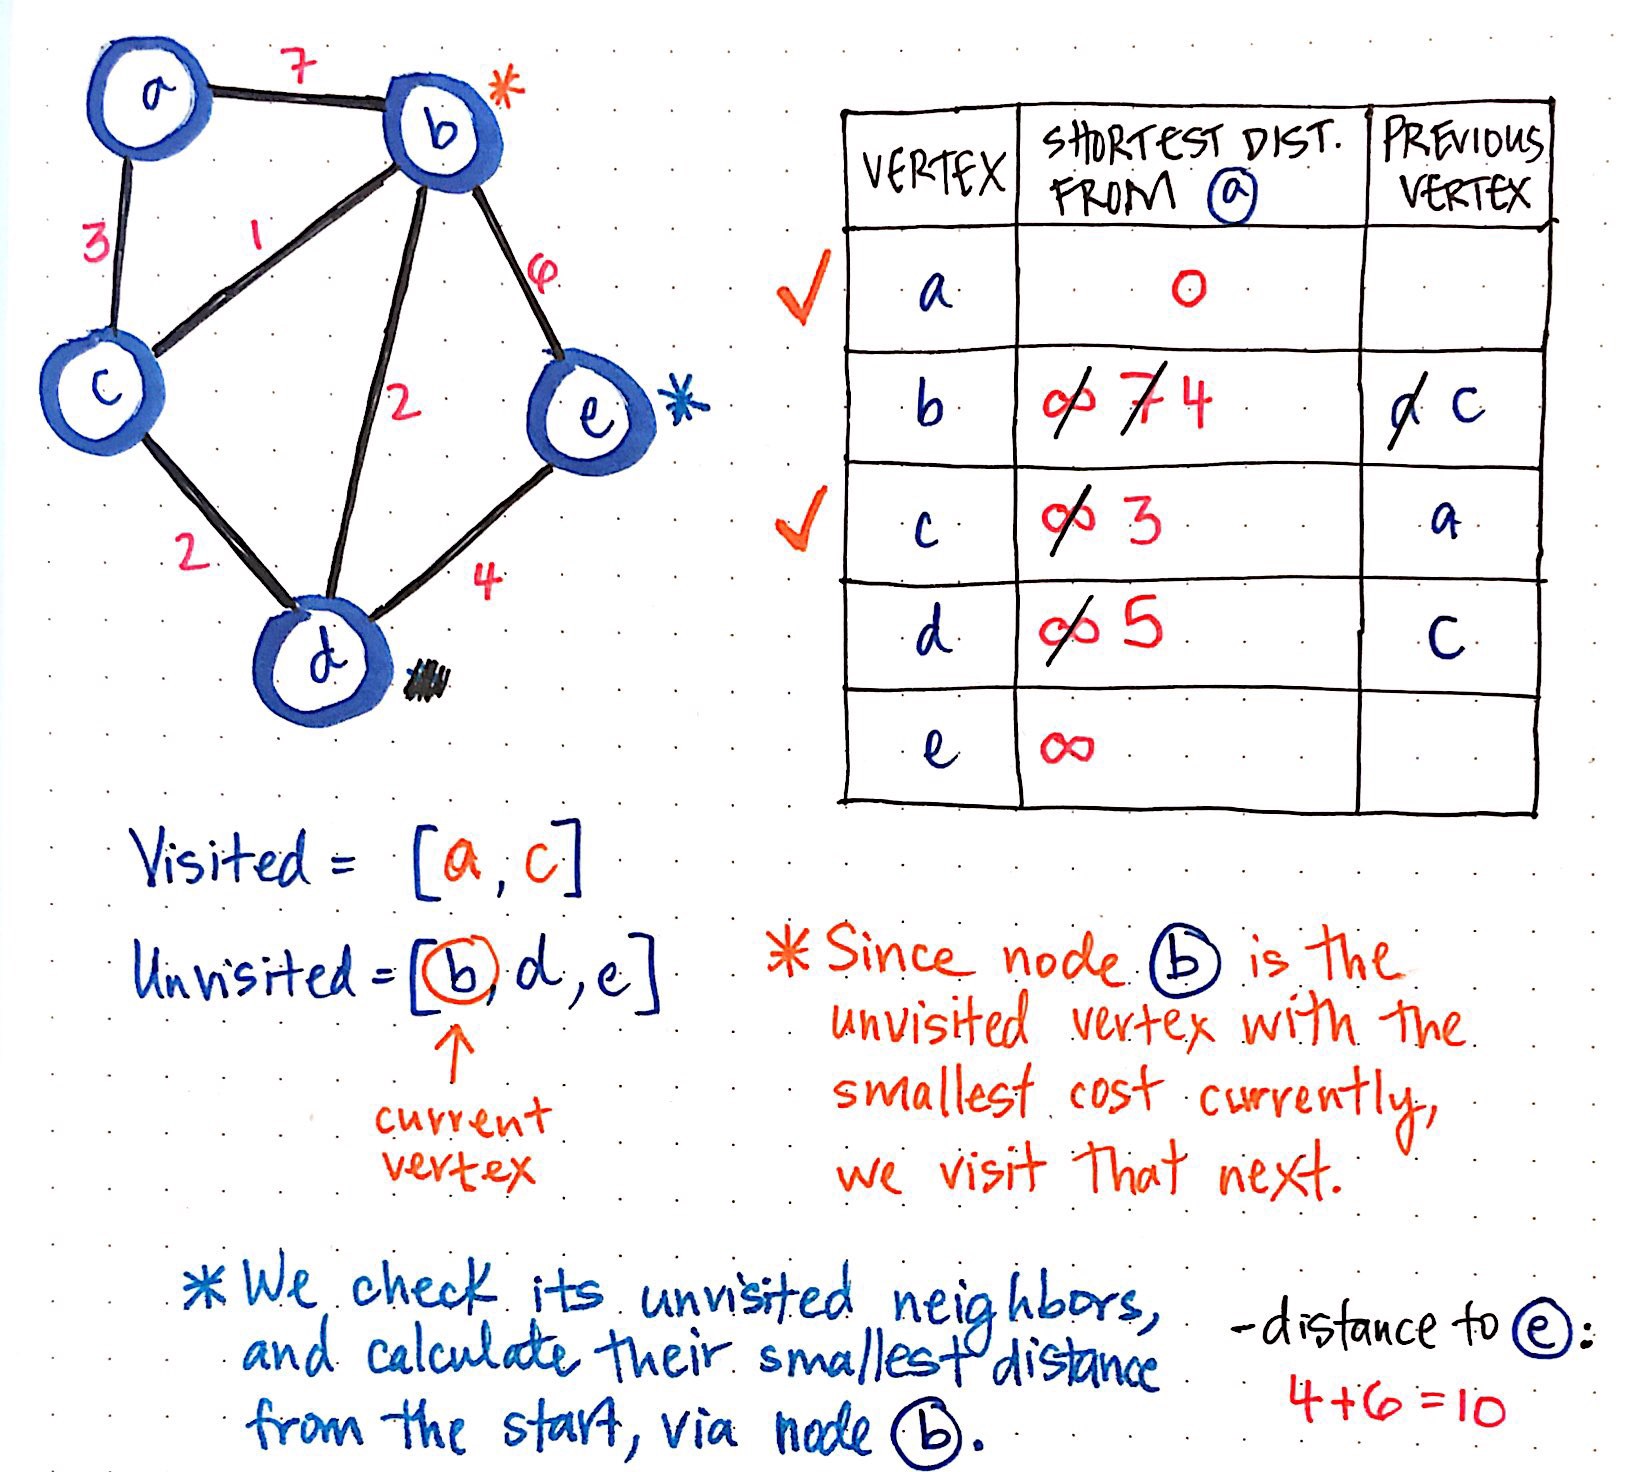 a
7
b *
3
1
6
c
2
e *
2
4
d
VERTEX
SHORTEST DIST.
FROM a
PREVIOUS
VERTEX
✓ a 0
b ∞ 7 4 a c
✓ c ∞ 3 a
d ∞ 5 c
e ∞
Visited = [a, c]
Unvisited = [b, d, e]
↑
current
vertex
* Since node b is the
unvisited vertex with the
smallest cost currently,
we visit that next.
* We check its unvisited neighbors,
and calculate their smallest distance
from the start, via node b.
- distance to e:
4+6=10